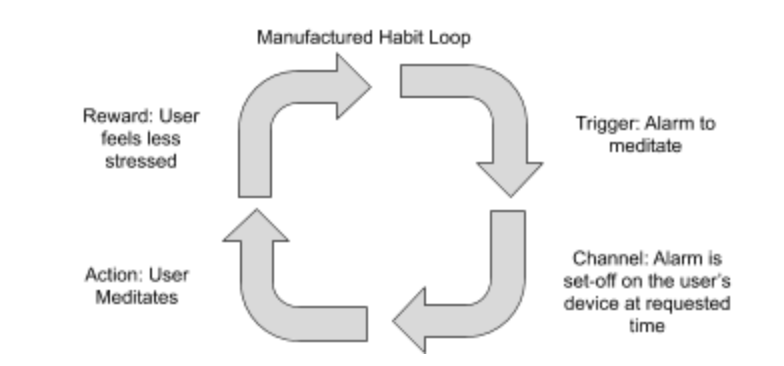 Manufactured Habit Loop
Trigger: Alarm to
meditate
Channel: Alarm is
set-off on the user's
device at requested
time
Action: User
Meditates
Reward: User
feels less
stressed